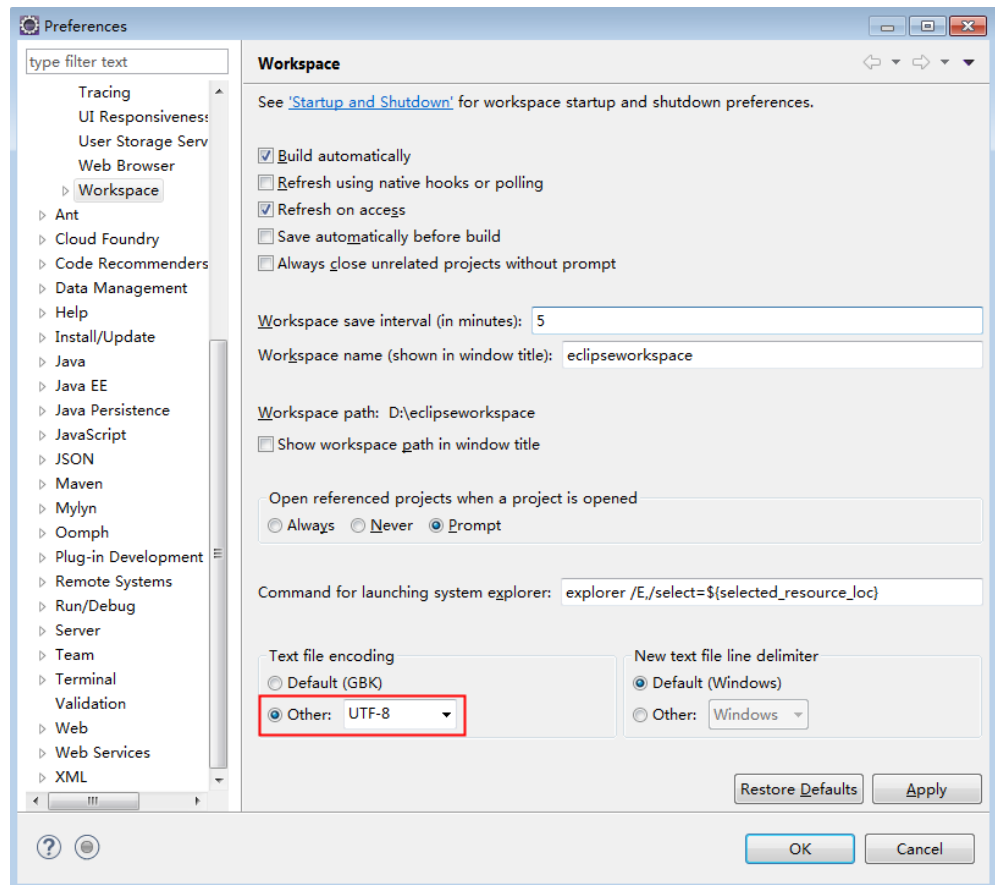 Preferences
type filter text
Tracing
UI Responsiveness
User Storage Serv
Web Browser
Workspace
Ant
Cloud Foundry
Code Recommenders
Data Management
Help
Install/Update
Java
Java EE
Java Persistence
JavaScript
JSON
Maven
Mylyn
Oomph
Plug-in Development
Remote Systems
Run/Debug
Server
Team
Terminal
Validation
Web
Web Services
XML
Workspace
See 'Startup and Shutdown' for workspace startup and shutdown preferences.
Build automatically
Refresh using native hooks or polling
Refresh on access
Save automatically before build
Always close unrelated projects without prompt
Workspace save interval (in minutes): 5
Workspace name (shown in window title): eclipseworkspace
Workspace path: D:\eclipseworkspace
Show workspace path in window title
Open referenced projects when a project is opened
Always Never Prompt
Command for launching system explorer: explorer /E,/select=${selected_resource_loc}
Text file encoding
Default (GBK)
Other: UTF-8
New text file line delimiter
Default (Windows)
Other: Windows
Restore Defaults Apply
? OK Cancel